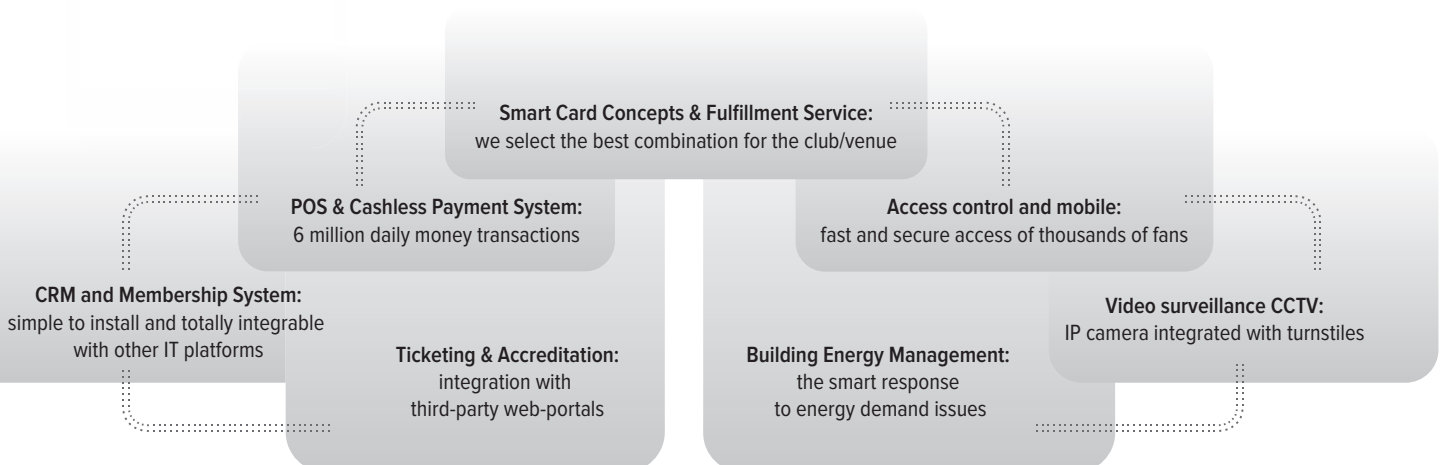 Smart Card Concepts & Fulfillment Service:
we select the best combination for the club/venue
POS & Cashless Payment System:
6 million daily money transactions
Access control and mobile:
fast and secure access of thousands of fans
CRM and Membership System:
simple to install and totally integrable
with other IT platforms
Video surveillance CCTV:
IP camera integrated with turnstiles
Ticketing & Accreditation:
integration with
third-party web-portals
Building Energy Management:
the smart response
to energy demand issues